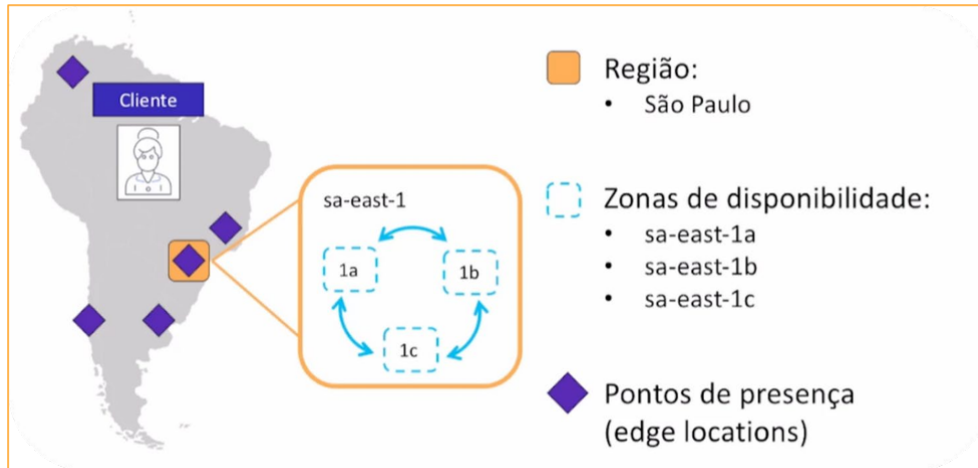 Cliente
sa-east-1
1a
1b
1c
Região:
• São Paulo
Zonas de disponibilidade:
• sa-east-1a
• sa-east-1b
• sa-east-1c
Pontos de presença
(edge locations)